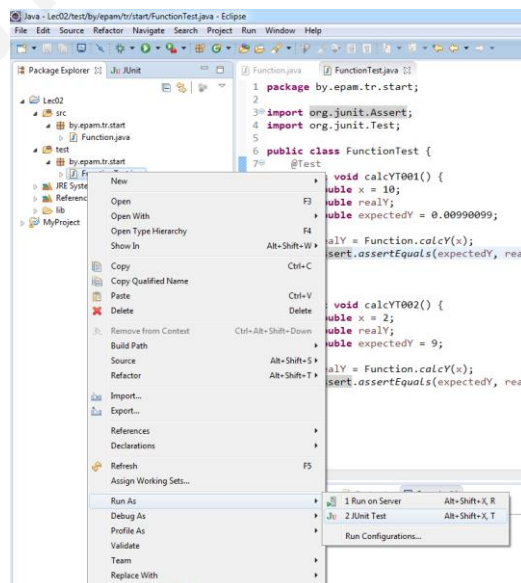 Java - Lec02/test/by/epam/tr/start/FunctionTest.java - Eclipse
File Edit Source Refactor Navigate Search Project Run Window Help
Package Explorer Ju JUnit
Lec02
src
by.epam.tr.start
Function.java
test
by.epam.tr.start
JRE Syste
Referenc
lib
MyProject
Function.java FunctionTest.java
1 package by.epam.tr.start;
2
3 import org.junit.Assert;
4 import org.junit.Test;
5
6 public class FunctionTest {
7 @Test
void calcYT001() {
uble x = 10;
uble realY;
uble expectedY = 0.00990099;
alY = Function.calcY(x);
sert.assertEquals(expectedY, rea
void calcYT002() {
uble x = 2;
uble realY;
uble expectedY = 9;
alY = Function.calcY(x);
sert.assertEquals(expectedY, rea
New
Open F3
Open With
Open Type Hierarchy F4
Show In Alt+Shift+W
Copy Ctrl+C
Copy Qualified Name
Paste Ctrl+V
Delete Delete
Remove from Context Ctrl+Alt+Shift+Down
Build Path
Source Alt+Shift+S
Refactor Alt+Shift+T
Import...
Export...
References
Declarations
Refresh F5
Assign Working Sets...
Run As
Debug As
Profile As
Validate
Team
Replace With
1 Run on Server Alt+Shift+X, R
Ju 2 JUnit Test Alt+Shift+X, T
Run Configurations...